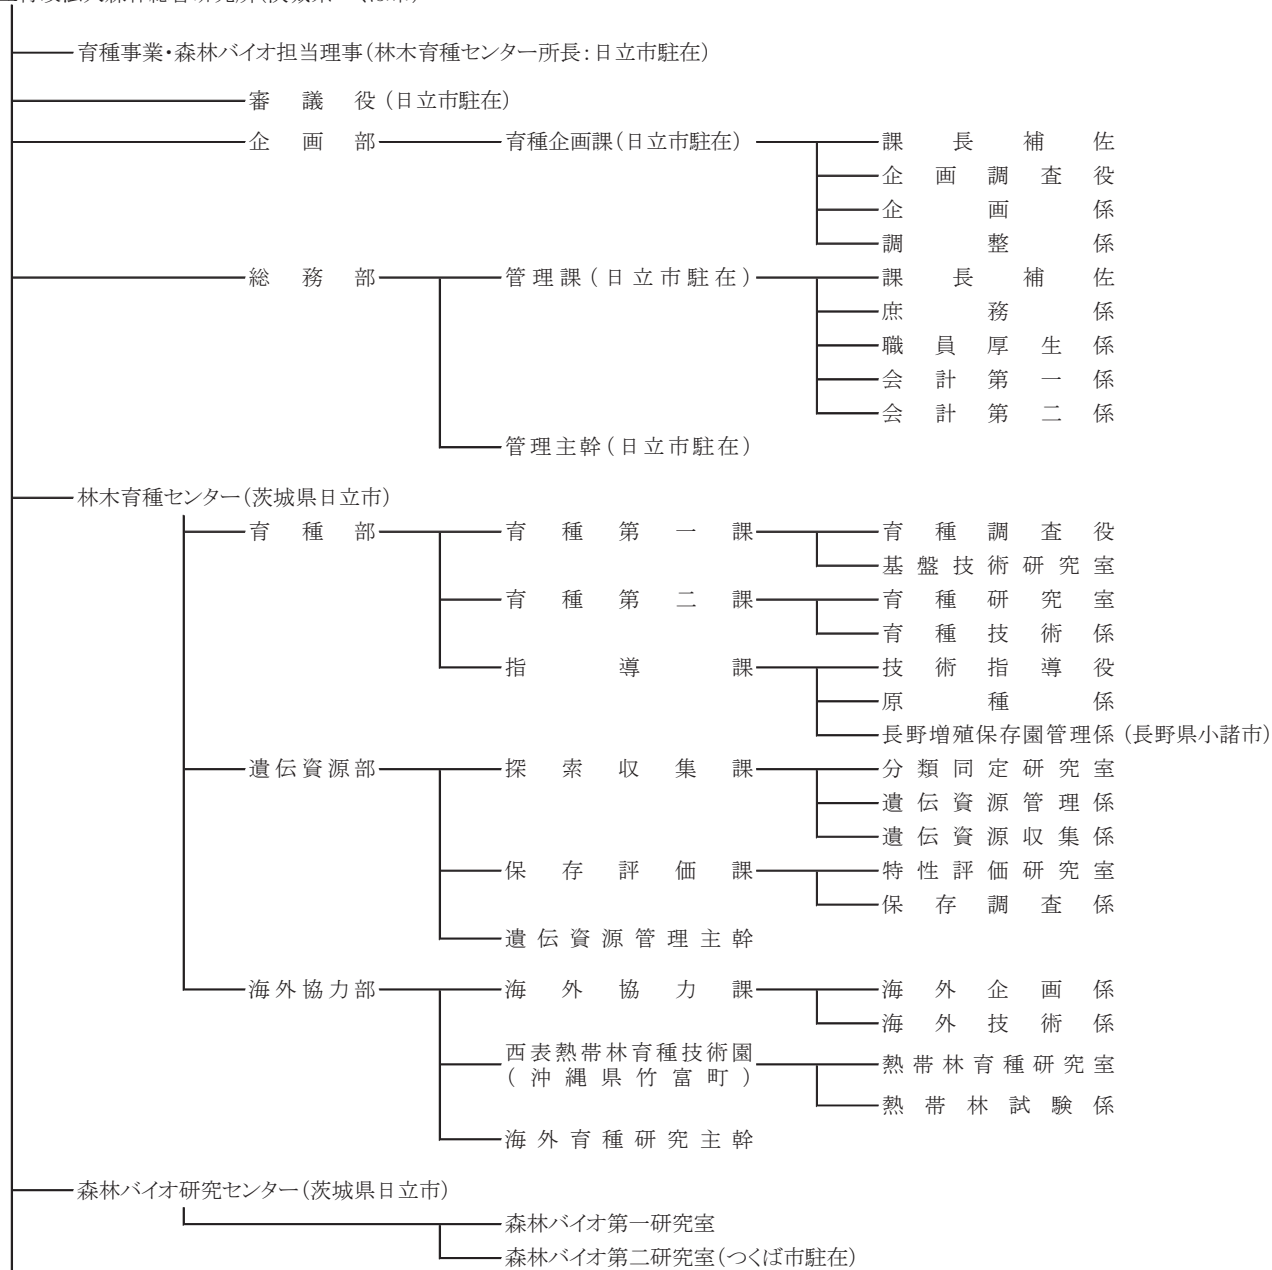 育種事業・森林バイオ担当理事(林木育種センター所長:日立市駐在)
審議役(日立市駐在)
企画部 育種企画課(日立市駐在) 課長補佐
企画調査役
企画係
調整係
総務部 管理課(日立市駐在) 課長補佐
庶務係
職員厚生係
会計第一係
会計第二係
管理主幹(日立市駐在)
林木育種センター(茨城県日立市)
育種部 育種第一課 育種調査役
基盤技術研究室
育種第二課 育種研究室
育種技術係
指導課 技術指導役
原種係
長野増殖保存園管理係(長野県小諸市)
遺伝資源部 探索収集課 分類同定研究室
遺伝資源管理係
遺伝資源収集係
保存評価課 特性評価研究室
保存調査係
遺伝資源管理主幹
海外協力部 海外協力課 海外企画係
海外技術係
西表熱帯林育種技術園
(沖縄県竹富町) 熱帯林育種研究室
熱帯林試験係
海外育種研究主幹
森林バイオ研究センター(茨城県日立市)
森林バイオ第一研究室
森林バイオ第二研究室(つくば市駐在)